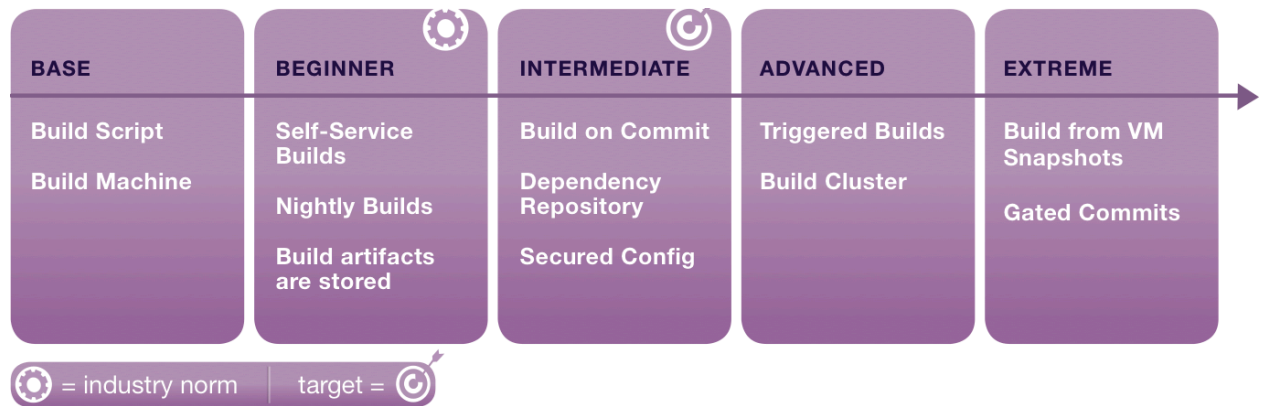 BASE
Build Script
Build Machine
BEGINNER
Self-Service
Builds
Nightly Builds
Build artifacts
are stored
INTERMEDIATE
Build on Commit
Dependency
Repository
Secured Config
ADVANCED
Triggered Builds
Build Cluster
EXTREME
Build from VM
Snapshots
Gated Commits
= industry norm
target =